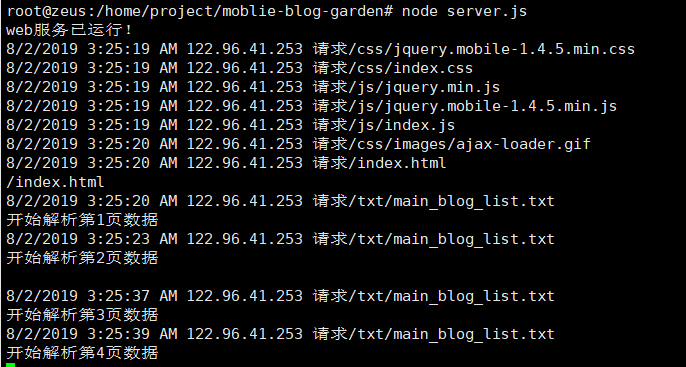 root@zeus:/home/project/moblie-blog-garden# node server.js
web服务已运行！
8/2/2019 3:25:19 AM 122.96.41.253 请求/css/jquery.mobile-1.4.5.min.css
8/2/2019 3:25:19 AM 122.96.41.253 请求/css/index.css
8/2/2019 3:25:19 AM 122.96.41.253 请求/js/jquery.min.js
8/2/2019 3:25:19 AM 122.96.41.253 请求/js/jquery.mobile-1.4.5.min.js
8/2/2019 3:25:19 AM 122.96.41.253 请求/js/index.js
8/2/2019 3:25:20 AM 122.96.41.253 请求/css/images/ajax-loader.gif
8/2/2019 3:25:20 AM 122.96.41.253 请求/index.html
/index.html
8/2/2019 3:25:20 AM 122.96.41.253 请求/txt/main_blog_list.txt
开始解析第1页数据
8/2/2019 3:25:23 AM 122.96.41.253 请求/txt/main_blog_list.txt
开始解析第2页数据
8/2/2019 3:25:37 AM 122.96.41.253 请求/txt/main_blog_list.txt
开始解析第3页数据
8/2/2019 3:25:39 AM 122.96.41.253 请求/txt/main_blog_list.txt
开始解析第4页数据